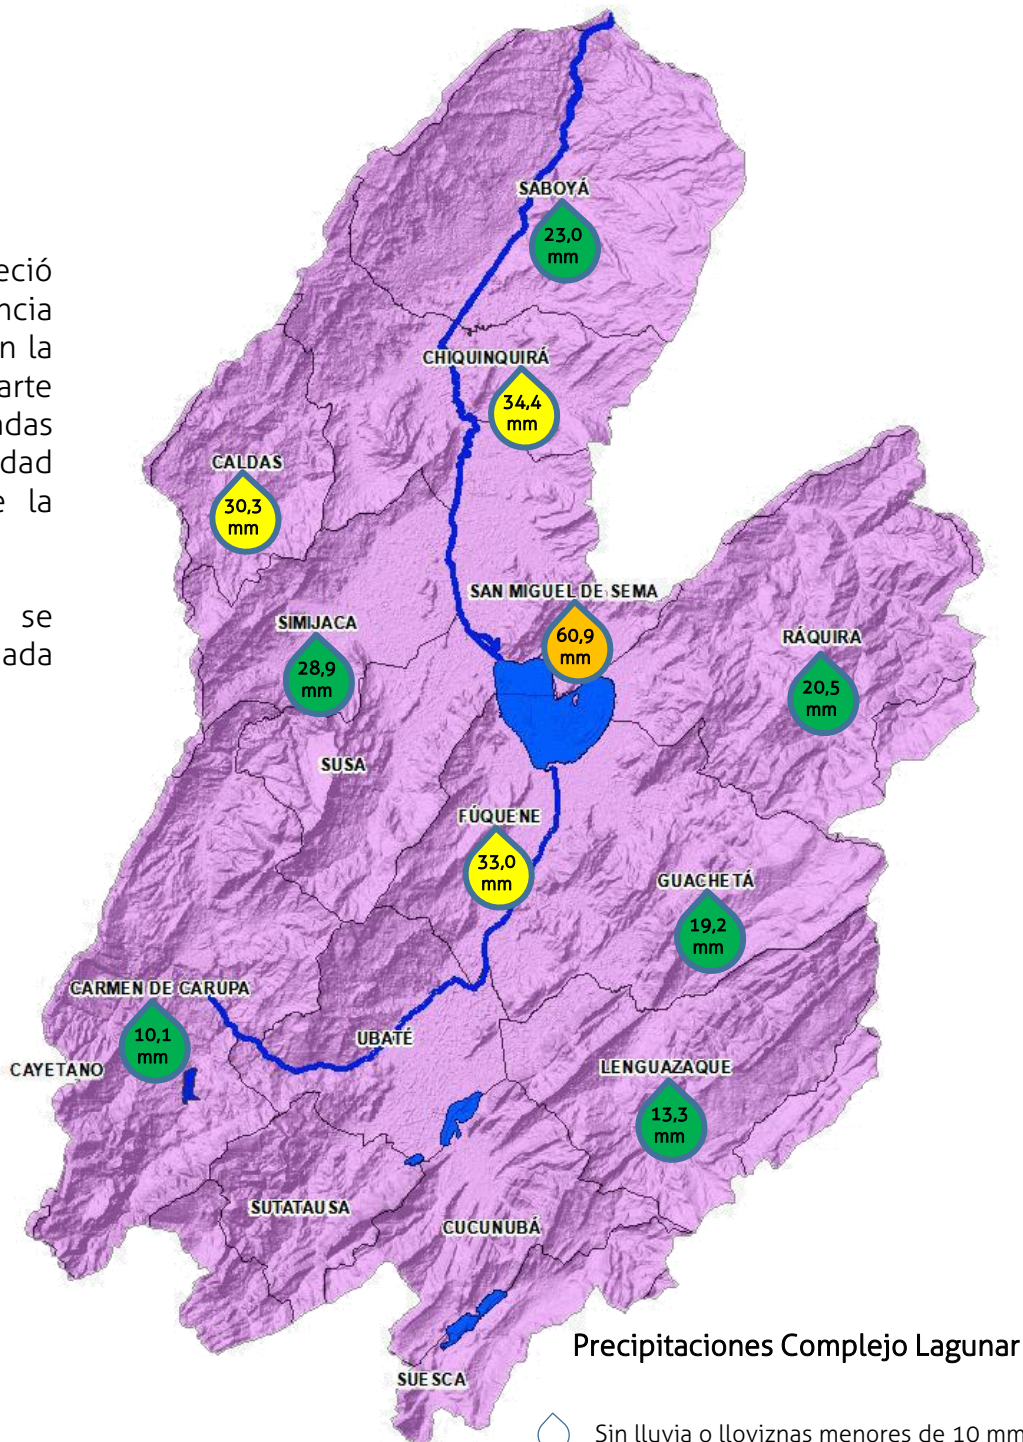 eció
ncia
n la
arte
adas
idad
e la
se
ada
SABOYÁ
23,0
mm
CHIQUINQUIRÁ
34,4
mm
CALDAS
30,3
mm
SAN MIGUEL DE SEMA
60,9
mm
SIMIJACA
28,9
mm
RÁQUIRA
20,5
mm
SUSA
FÚQUENE
33,0
mm
GUACHETÁ
19,2
mm
CARMEN DE CARUPA
10,1
mm
UBATÉ
CAYETANO
LENGUAZAQUE
13,3
mm
SUTATAUSA
CUCUNUBÁ
SUESCA
Precipitaciones Complejo Lagunar
Sin lluvia o lloviznas menores de 10 mm